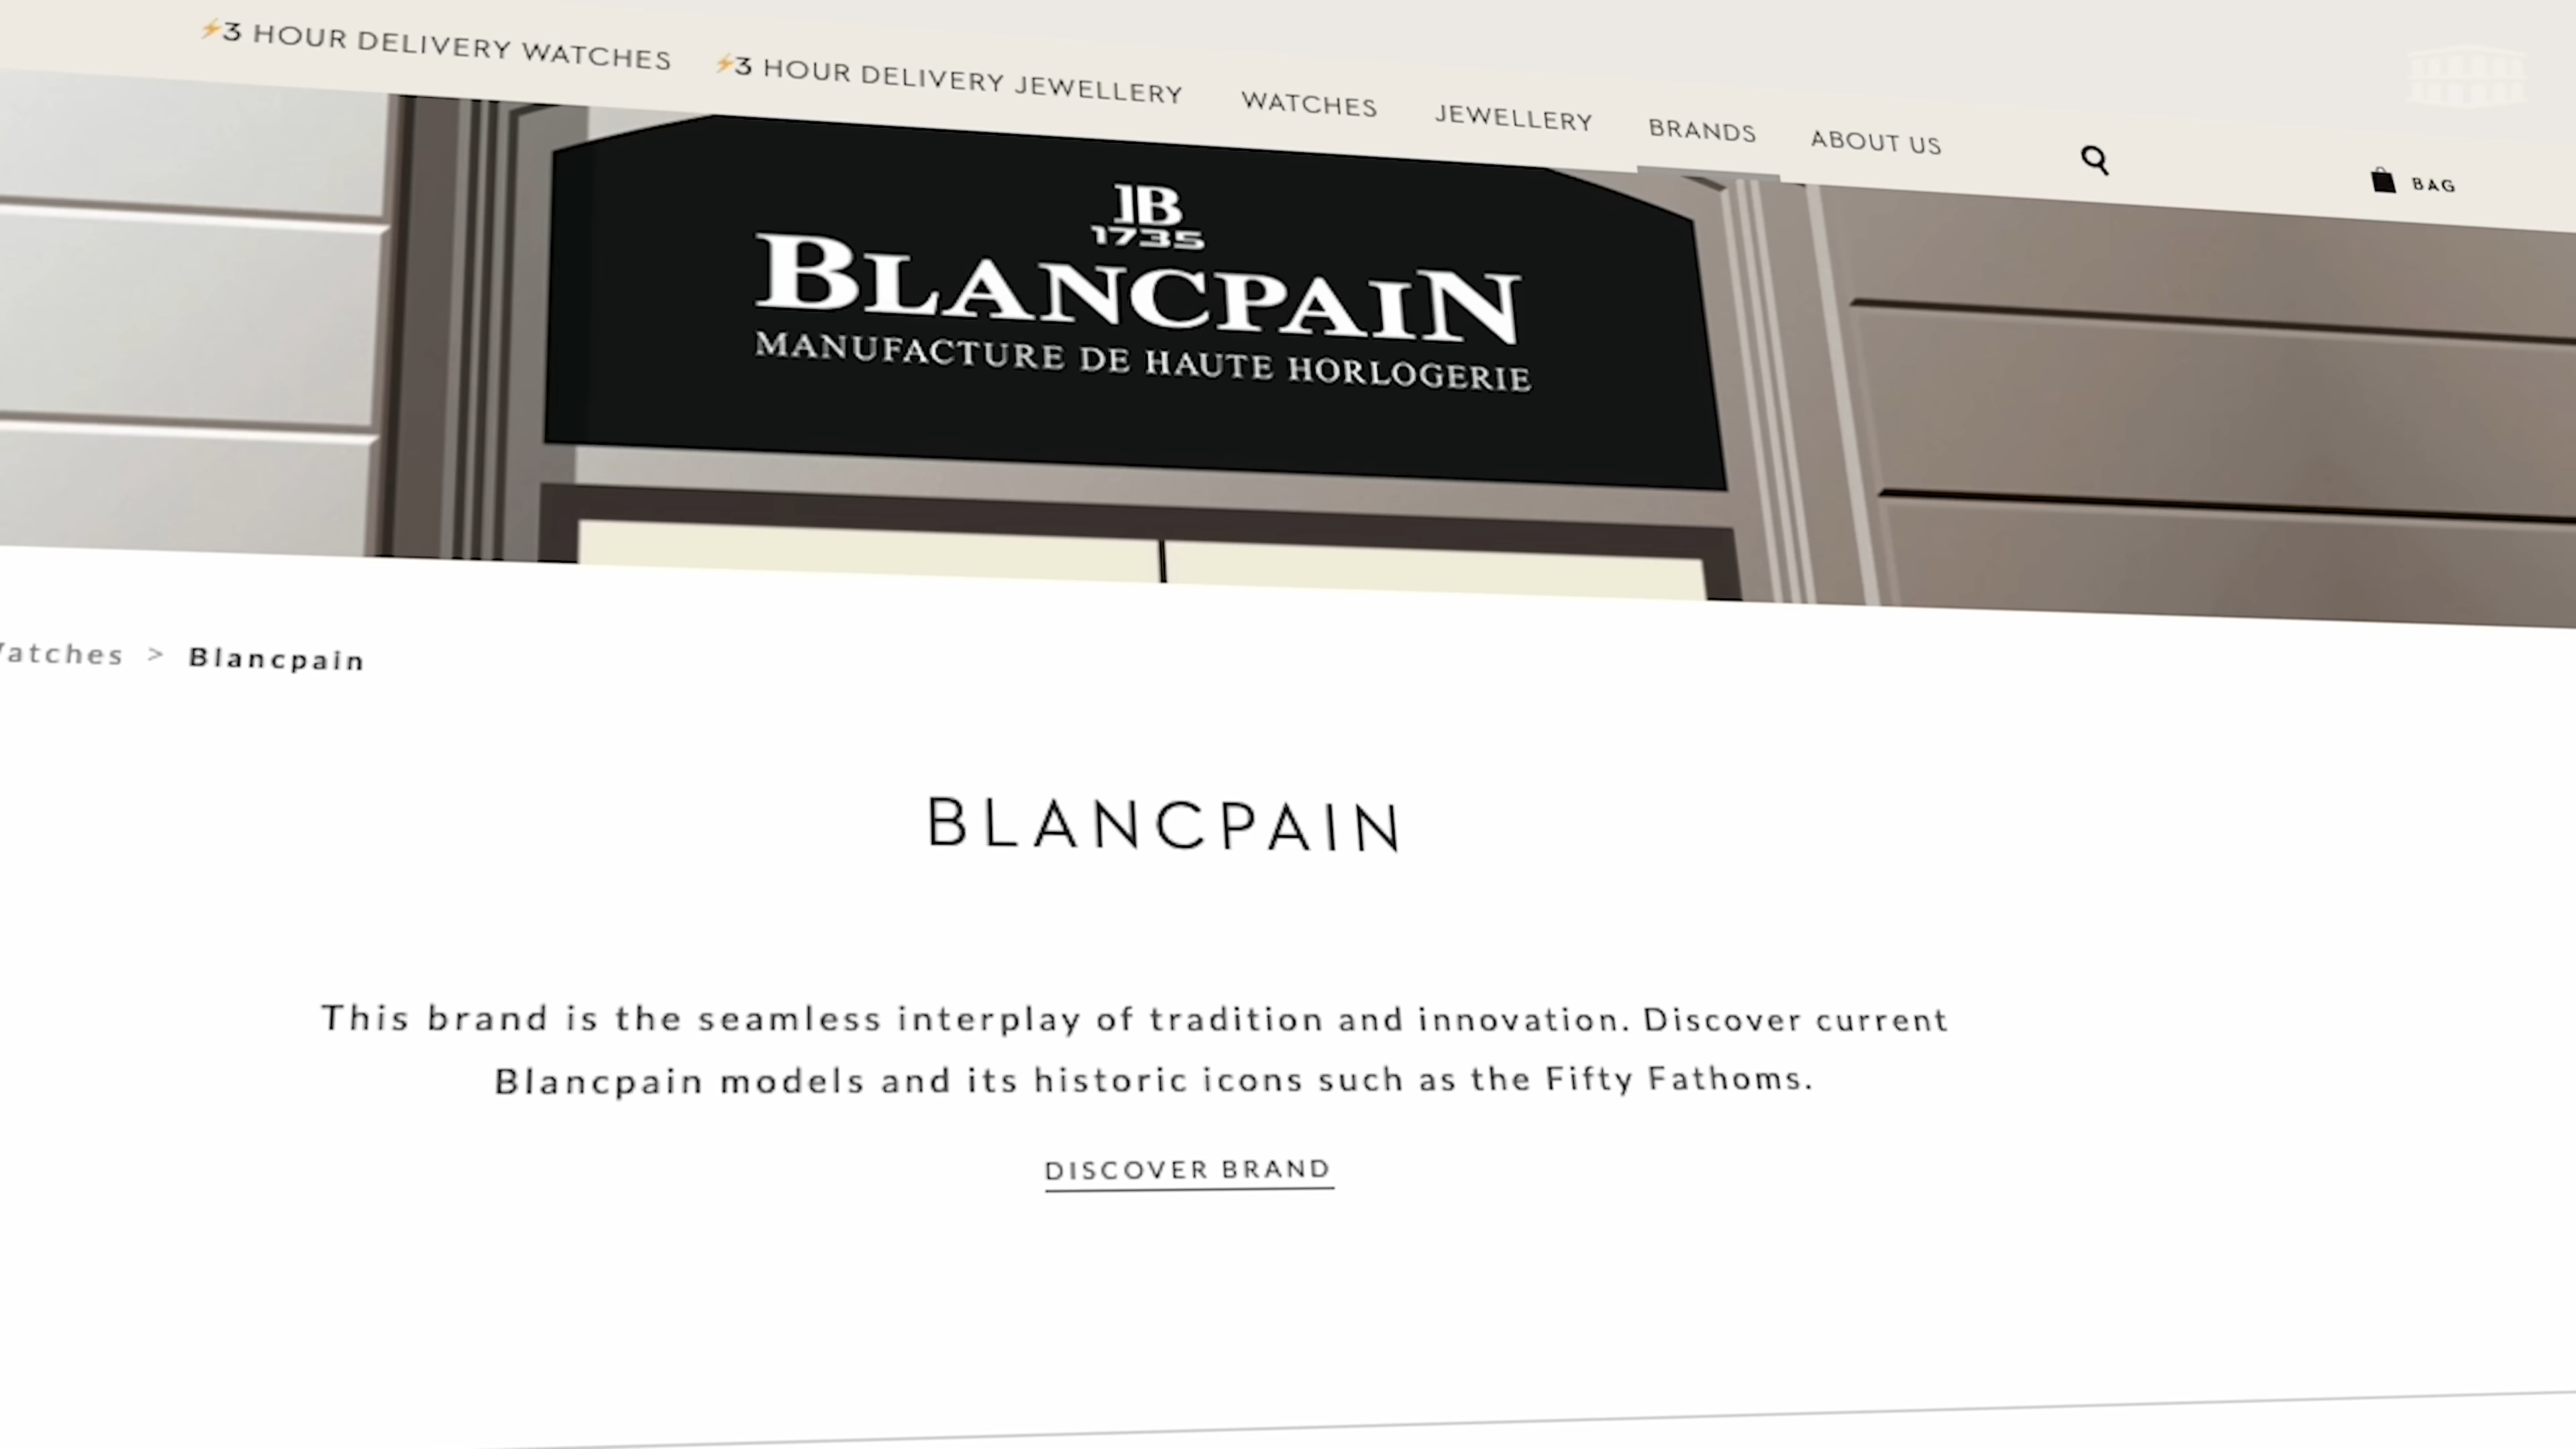 ⚡3 HOUR DELIVERY WATCHES ⚡3 HOUR DELIVERY JEWELLERY WATCHES JEWELLERY BRANDS ABOUT US
BAG
JB
1735
BLANCPAIN
MANUFACTURE DE HAUTE HORLOGERIE
> Blancpain
BLANCPAIN
This brand is the seamless interplay of tradition and innovation. Discover current
Blancpain models and its historic icons such as the Fifty Fathoms.
DISCOVER BRAND